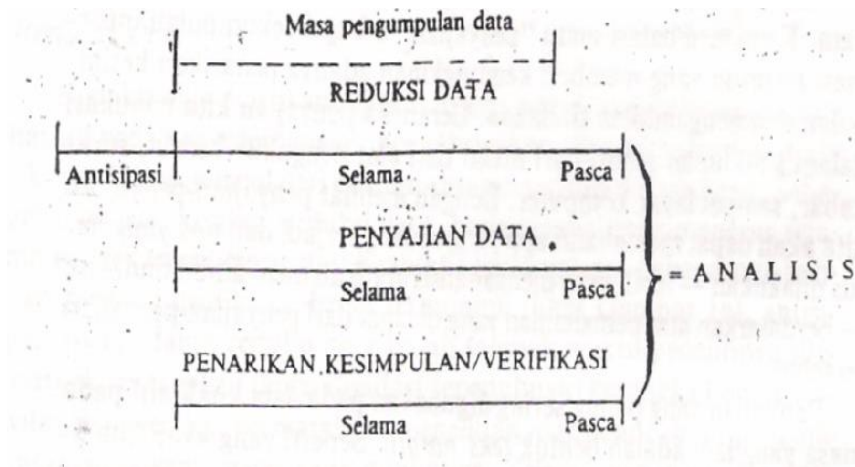 Masa pengumpulan data
REDUKSI DATA
Antisipasi Selama Pasca
PENYAJIAN DATA
Selama Pasca
= ANALISIS
PENARIKAN KESIMPULAN/VERIFIKASI
Selama Pasca